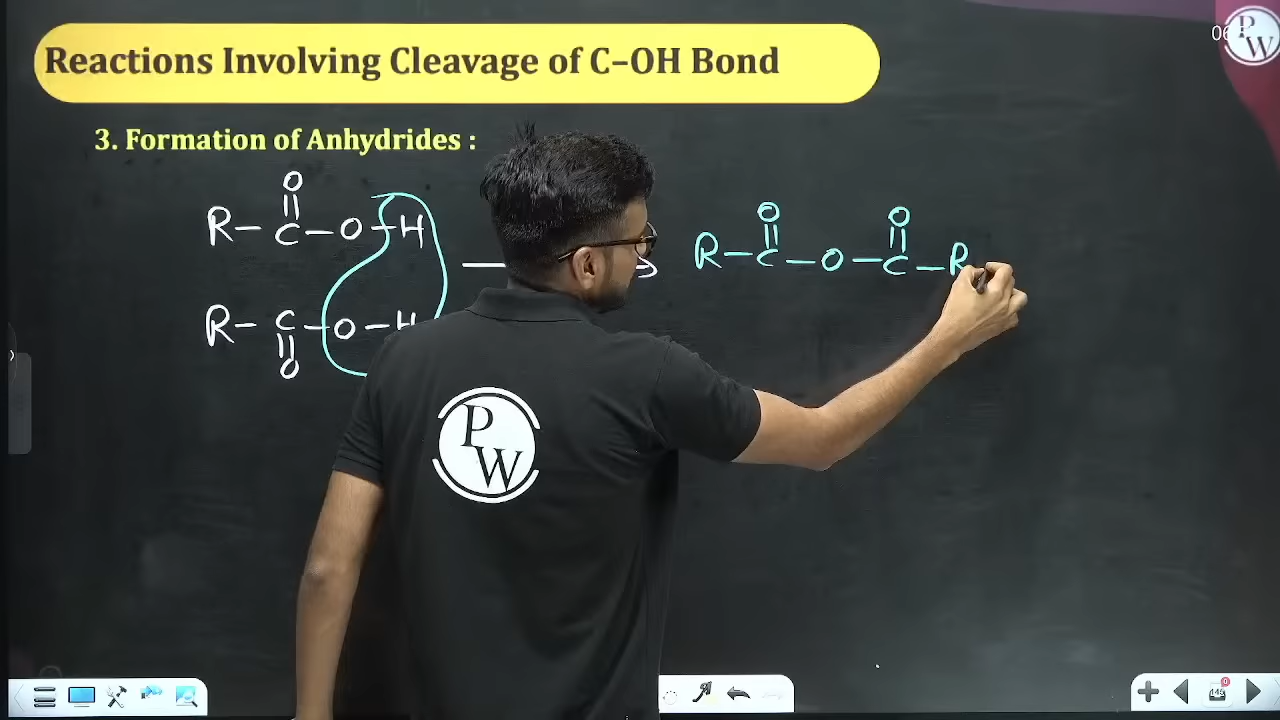 Reactions Involving Cleavage of C–OH Bond
3. Formation of Anhydrides :
O
||
R–C–O–H
R–C–O–H
||
O
O O
|| ||
R–C–O–C–R
P
W
PW